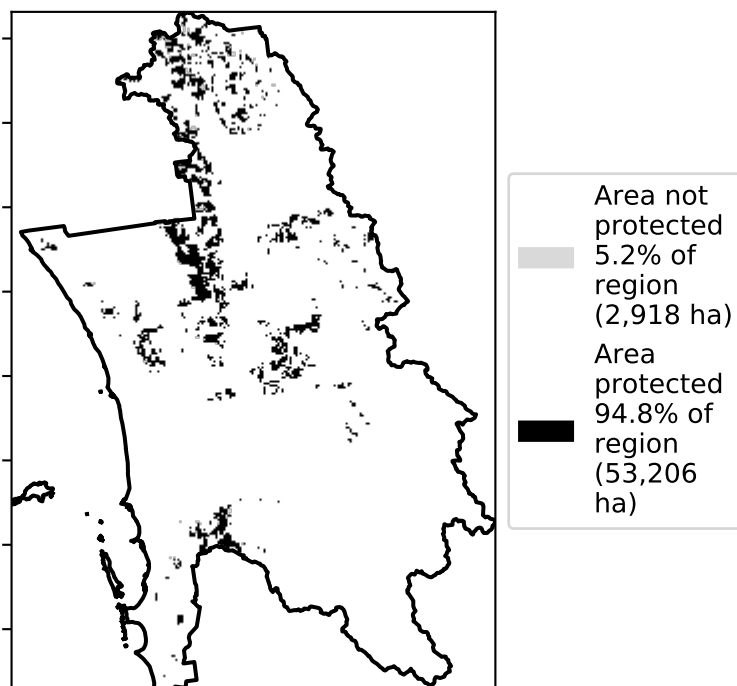 Area not
protected
5.2% of
region
(2,918 ha)
Area
protected
94.8% of
region
(53,206
ha)